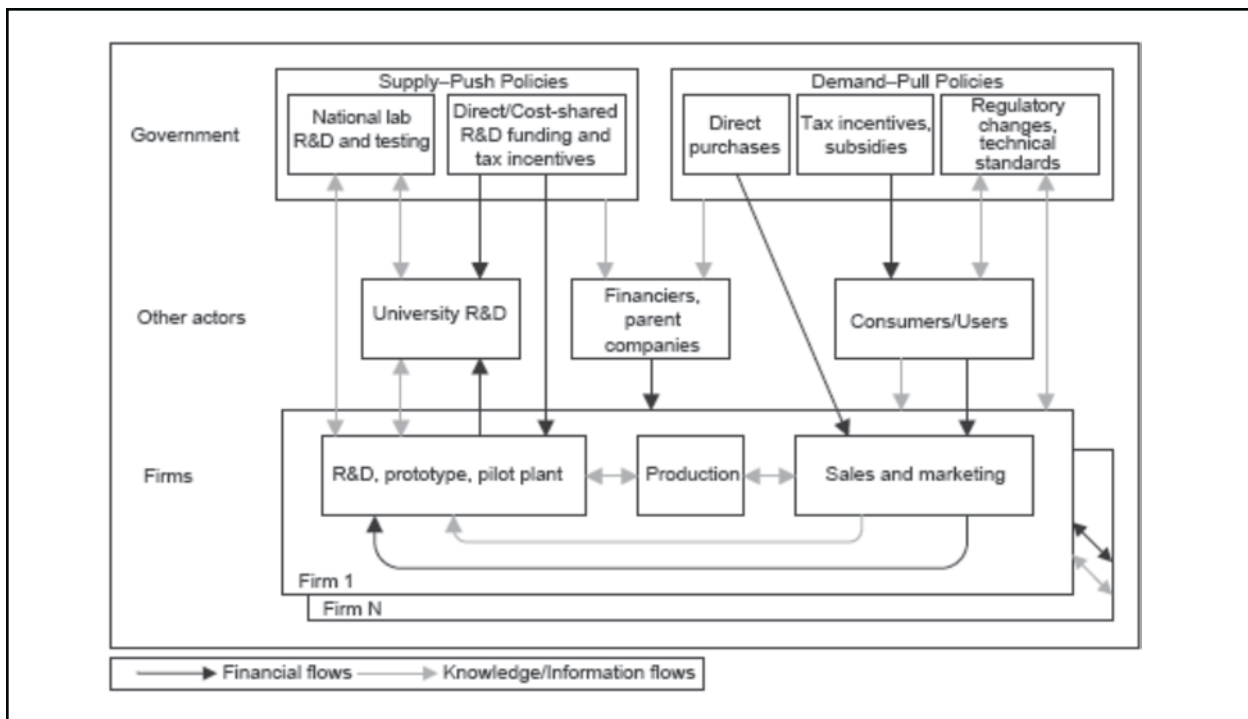 Supply–Push Policies
Demand–Pull Policies
Government
National lab
R&D and testing
Direct/Cost-shared
R&D funding and
tax incentives
Direct
purchases
Tax incentives,
subsidies
Regulatory
changes,
technical
standards
Other actors
University R&D
Financiers,
parent
companies
Consumers/Users
Firms
R&D, prototype, pilot plant
Production
Sales and marketing
Firm 1
Firm N
Financial flows
Knowledge/Information flows